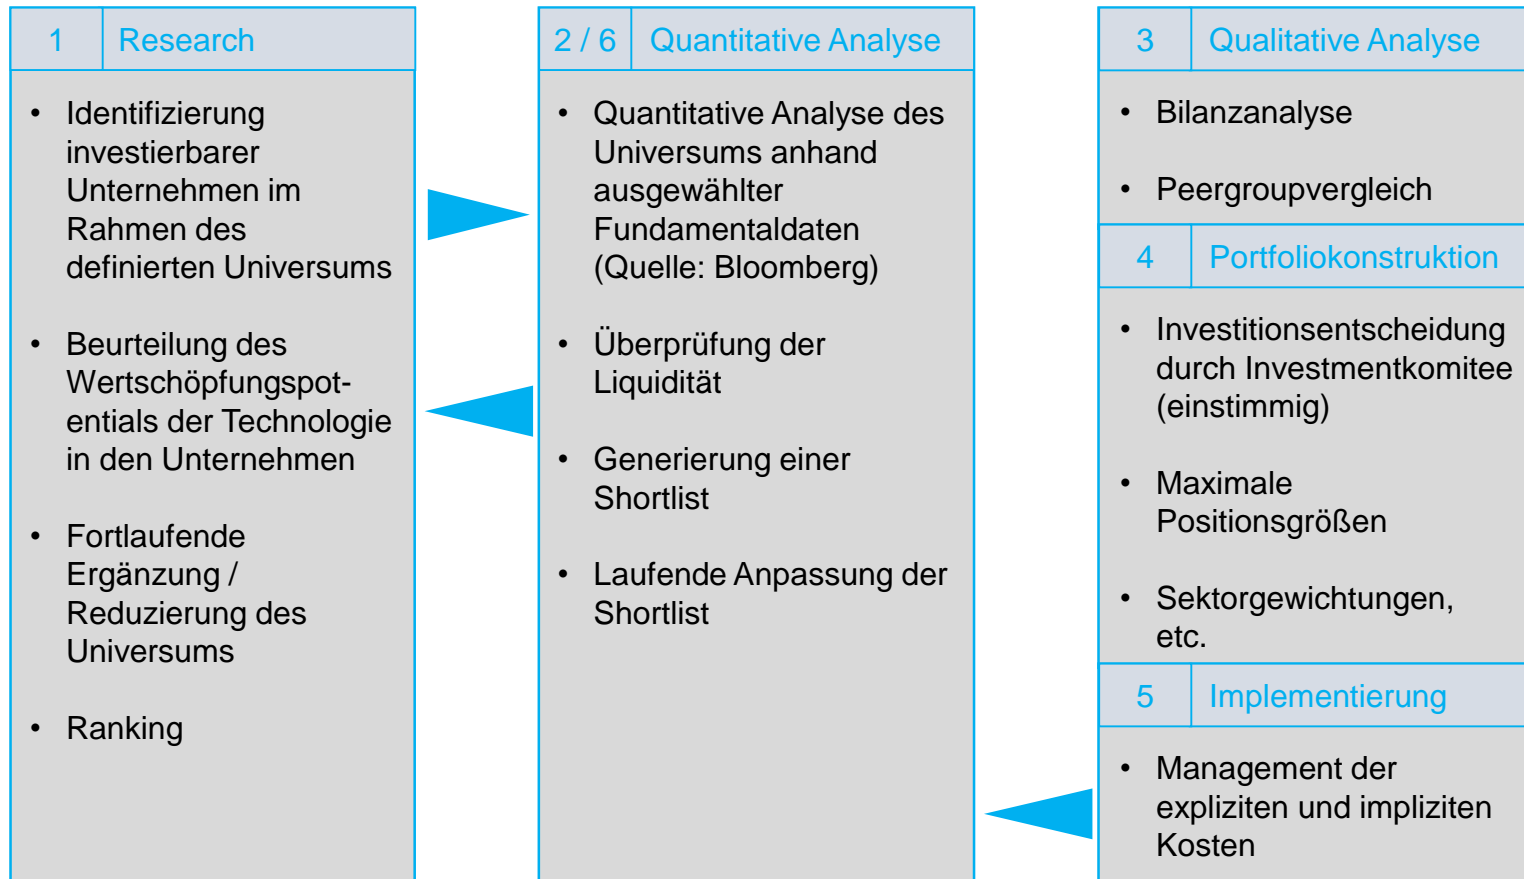 1 Research
• Identifizierung
investierbarer
Unternehmen im
Rahmen des
definierten Universums
• Beurteilung des
Wertschöpfungspot-
entials der Technologie
in den Unternehmen
• Fortlaufende
Ergänzung /
Reduzierung des
Universums
• Ranking
2 / 6 Quantitative Analyse
• Quantitative Analyse des
Universums anhand
ausgewählter
Fundamentaldaten
(Quelle: Bloomberg)
• Überprüfung der
Liquidität
• Generierung einer
Shortlist
• Laufende Anpassung der
Shortlist
3 Qualitative Analyse
• Bilanzanalyse
• Peergroupvergleich
4 Portfoliokonstruktion
• Investitionsentscheidung
durch Investmentkomitee
(einstimmig)
• Maximale
Positionsgrößen
• Sektorgewichtungen,
etc.
5 Implementierung
• Management der
expliziten und impliziten
Kosten